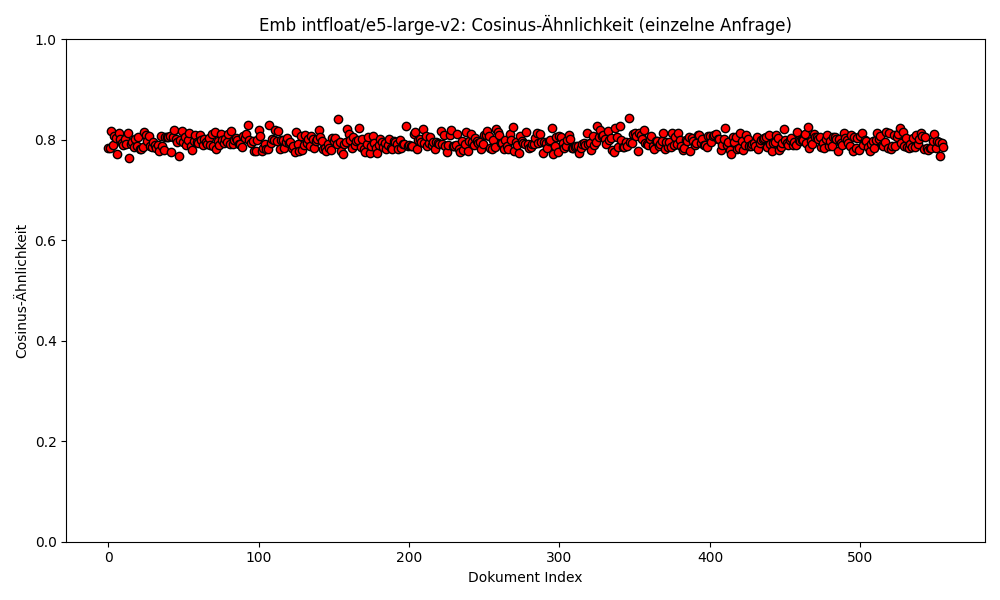 Emb intfloat/e5-large-v2: Cosinus-Ähnlichkeit (einzelne Anfrage)
1.0
0.8
0.6
0.4
0.2
0.0
Cosinus-Ähnlichkeit
0 100 200 300 400 500
Dokument Index